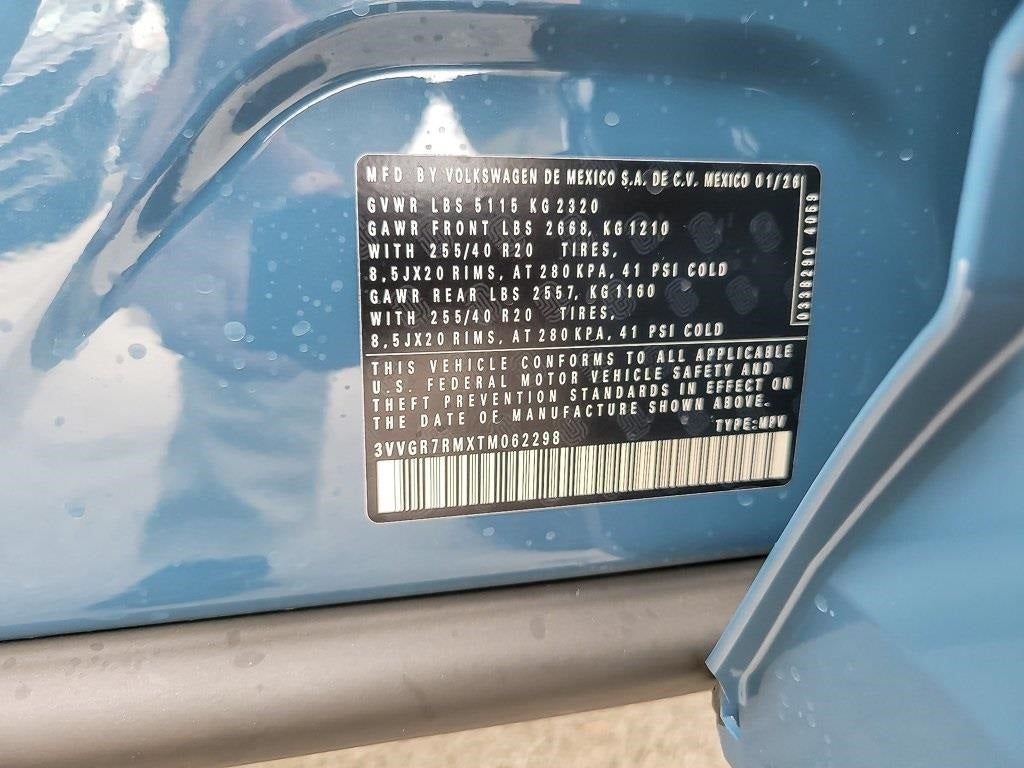 MFD BY VOLKSWAGEN DE MEXICO S.A. DE C.V. MEXICO 01/26
GVWR LBS 5115 KG 2320
GAWR FRONT LBS 2668, KG 1210
WITH 255/40 R20 TIRES,
8,5JX20 RIMS, AT 280 KPA, 41 PSI COLD
GAWR REAR LBS 2557, KG 1160
WITH 255/40 R20 TIRES,
8,5JX20 RIMS, AT 280 KPA, 41 PSI COLD
0338290 4069
THIS VEHICLE CONFORMS TO ALL APPLICABLE
U.S. FEDERAL MOTOR VEHICLE SAFETY AND
THEFT PREVENTION STANDARDS IN EFFECT ON
THE DATE OF MANUFACTURE SHOWN ABOVE.
TYPE:MPV
3VVGR7RMXTM062298